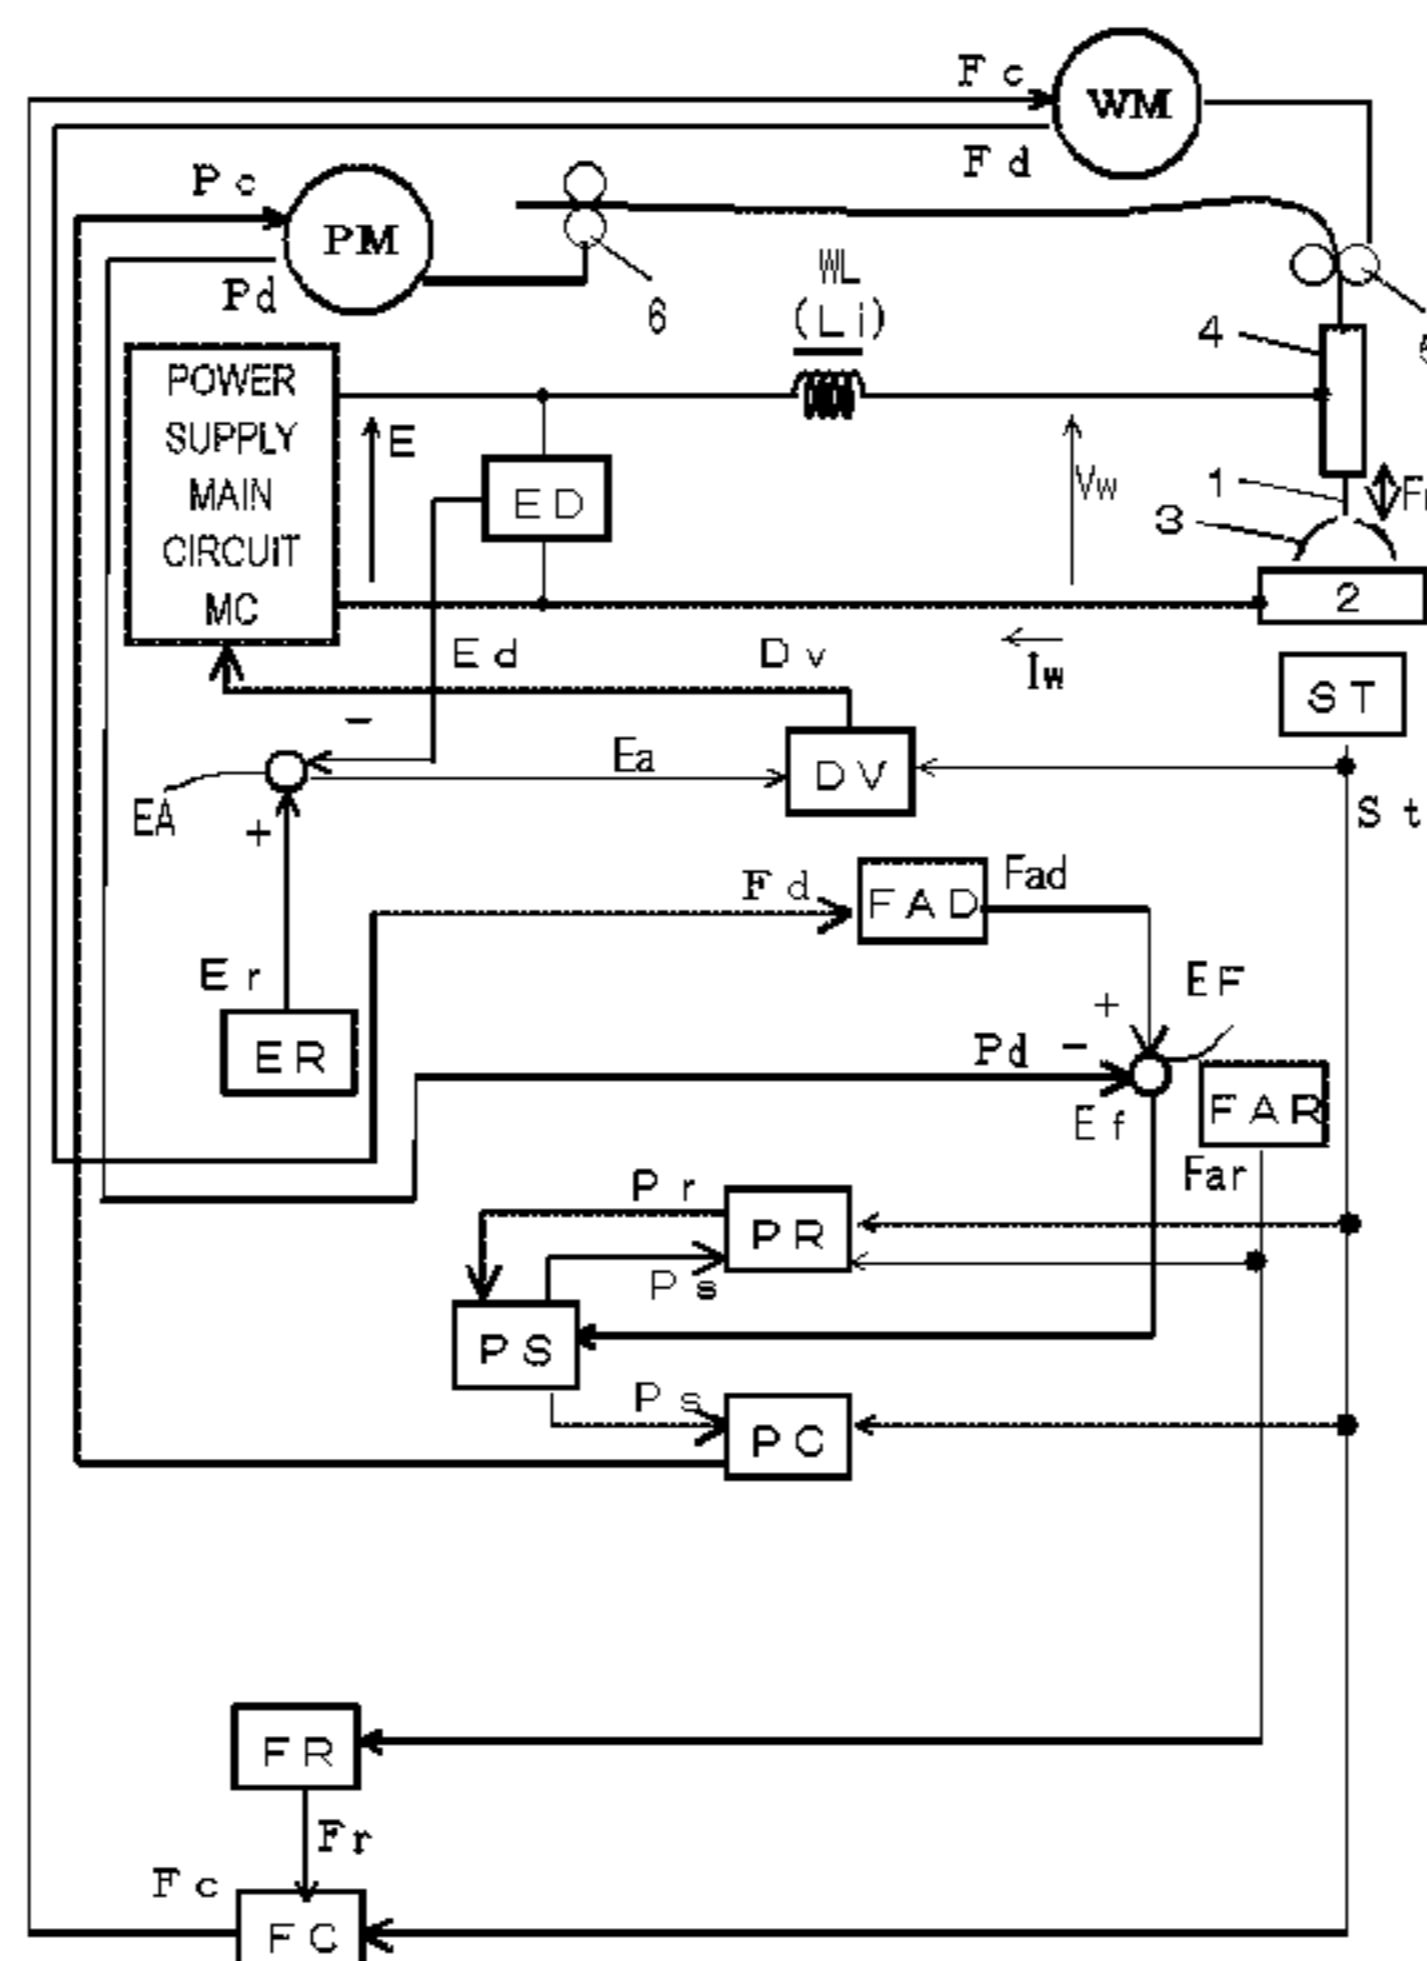 Fc
WM
Fd
Pc
PM
Pd
6
WL
(Li)
4
POWER
SUPPLY
MAIN
CIRCUIT
MC
E
ED
Vw
1
3
2
Ed
Dv
Iw
ST
-
Ea
DV
EA
+
St
Fd
FAD
Fad
Er
EF
+
ER
Pd
-
FAR
Ef
Far
Pr
PR
Ps
PS
Ps
PC
FR
Fr
Fc
FC